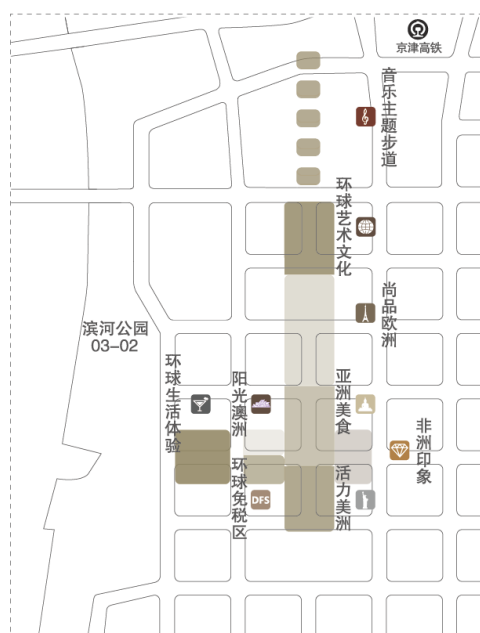 京津高铁
音乐主题步道
环球艺术文化
尚品欧洲
滨河公园
03-02
环球生活体验
阳光澳洲
亚洲美食
非洲印象
环球免税区
DFS
活力美洲